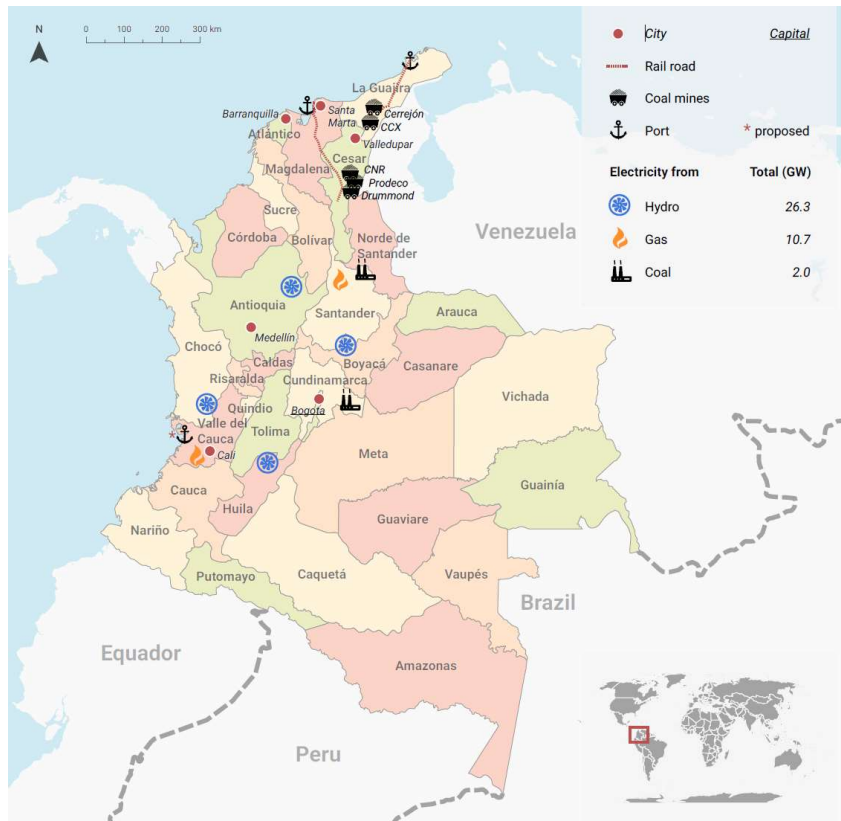 N
0 100 200 300 km
City Capital
Rail road
Coal mines
Port * proposed
Electricity from Total (GW)
Hydro 26.3
Gas 10.7
Coal 2.0
La Guajira
Cerrejón
CCX
Santa
Marta
Barranquilla
Atlántico
Valledupar
Cesar
Magdalena
CNR
Prodeco
Drummond
Sucre
Córdoba
Bolívar
Norde de
Santander
Venezuela
Antioquia
Santander
Arauca
Medellín
Chocó
Boyacá
Casanare
Caldas
Risaralda
Cundinamarca
Vichada
Quindio
Bogota
Valle del
Cauca
*
Tolima
Cali
Meta
Guainía
Cauca
Huila
Guaviare
Nariño
Putomayo
Caquetá
Vaupés
Brazil
Equador
Amazonas
Peru